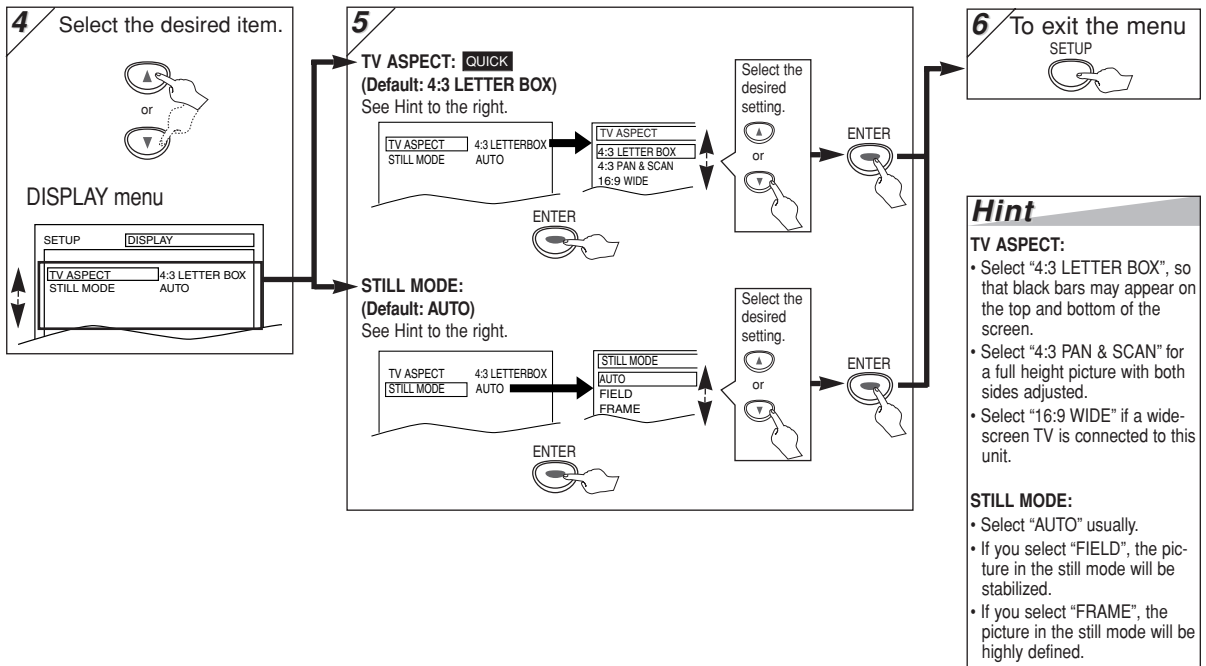 4 Select the desired item.
or
DISPLAY menu
SETUP DISPLAY
TV ASPECT 4:3 LETTER BOX
STILL MODE AUTO
5
TV ASPECT: QUICK
(Default: 4:3 LETTER BOX)
See Hint to the right.
TV ASPECT 4:3 LETTERBOX
STILL MODE AUTO
ENTER
TV ASPECT
4:3 LETTER BOX
4:3 PAN & SCAN
16:9 WIDE
Select the
desired
setting.
or
ENTER
STILL MODE:
(Default: AUTO)
See Hint to the right.
TV ASPECT 4:3 LETTERBOX
STILL MODE AUTO
ENTER
STILL MODE
AUTO
FIELD
FRAME
Select the
desired
setting.
or
ENTER
6 To exit the menu
SETUP
Hint
TV ASPECT:
• Select “4:3 LETTER BOX”, so
that black bars may appear on
the top and bottom of the
screen.
• Select “4:3 PAN & SCAN” for
a full height picture with both
sides adjusted.
• Select “16:9 WIDE” if a wide-
screen TV is connected to this
unit.
STILL MODE:
• Select “AUTO” usually.
• If you select “FIELD”, the pic-
ture in the still mode will be
stabilized.
• If you select “FRAME”, the
picture in the still mode will be
highly defined.